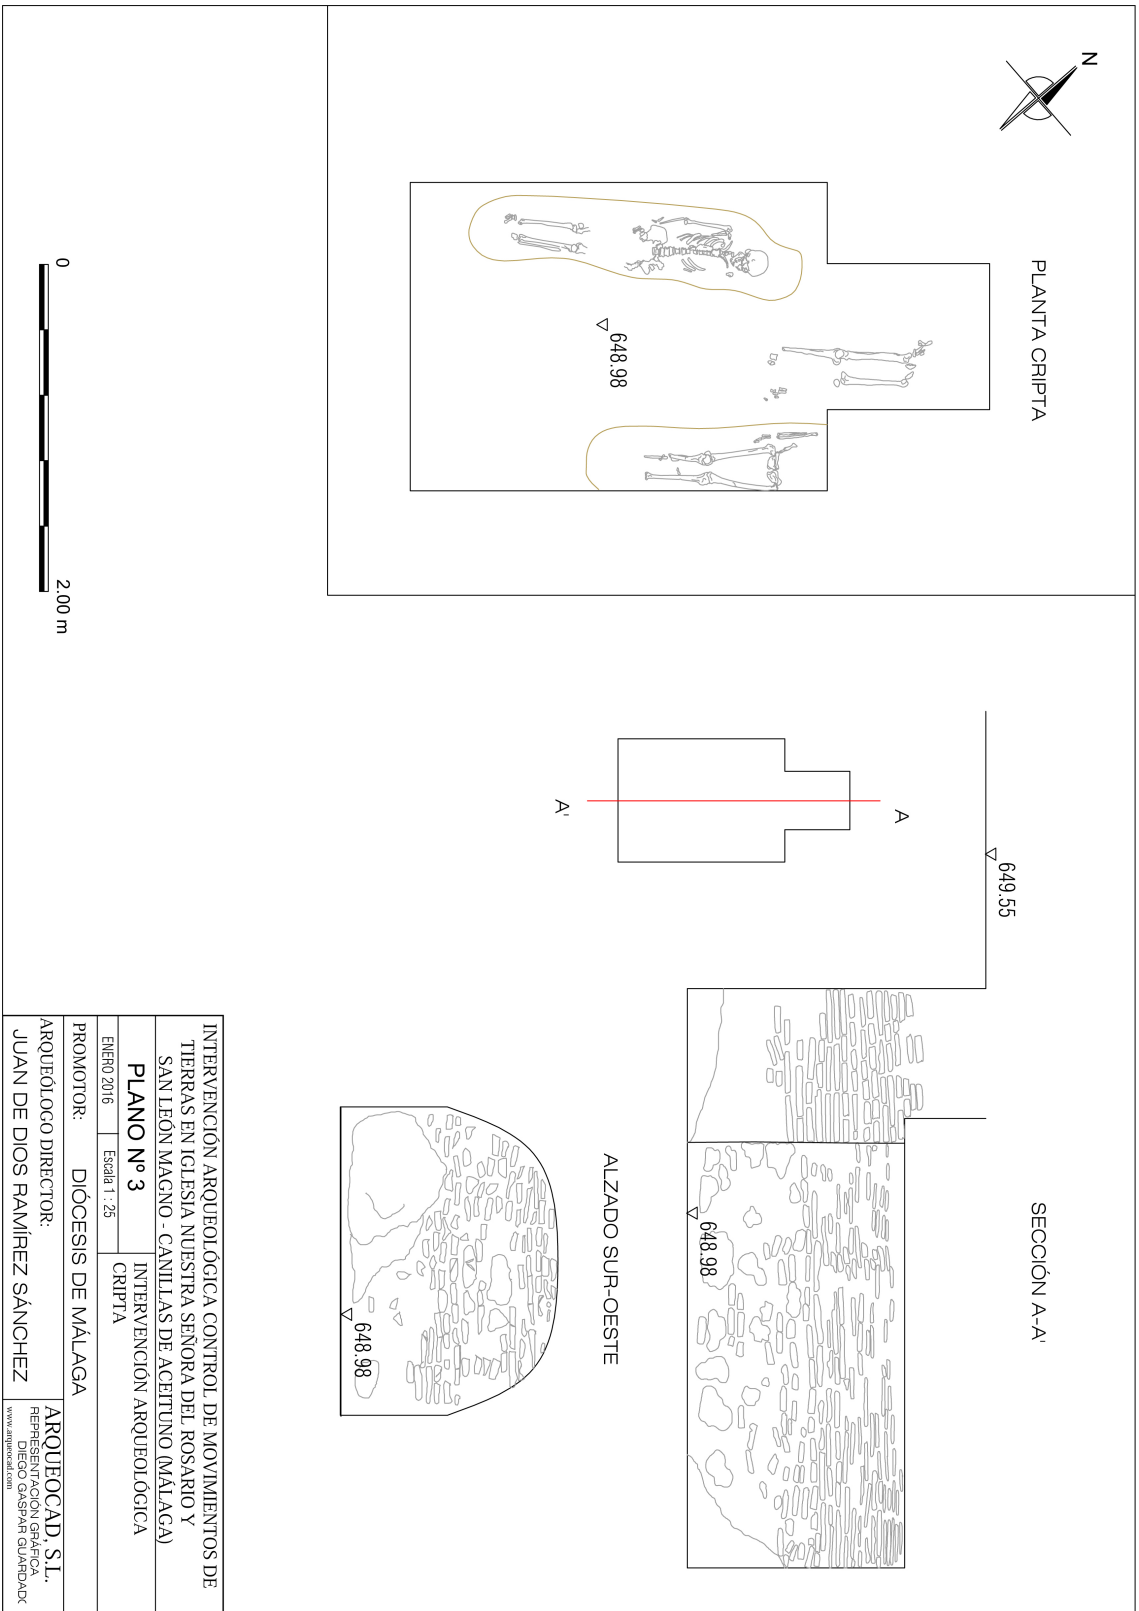 N
PLANTA CRIPTA
648.98
0
2.00 m
A
A'
649.55
SECCIÓN A-A'
648.98
ALZADO SUR-OESTE
648.98
INTERVENCIÓN ARQUEOLÓGICA CONTROL DE MOVIMIENTOS DE
TIERRAS EN IGLESIA NUESTRA SEÑORA DEL ROSARIO Y
SAN LEÓN MAGNO - CANILLAS DE ACEITUNO (MÁLAGA)
PLANO Nº 3
INTERVENCIÓN ARQUEOLÓGICA
CRIPTA
ENERO 2016
Escala 1 : 25
PROMOTOR: DIÓCESIS DE MÁLAGA
ARQUEÓLOGO DIRECTOR:
JUAN DE DIOS RAMÍREZ SÁNCHEZ
ARQUEOCAD, S.L.
REPRESENTACIÓN GRÁFICA
DIEGO GASPAR GUARDADO
www.arqueocad.com